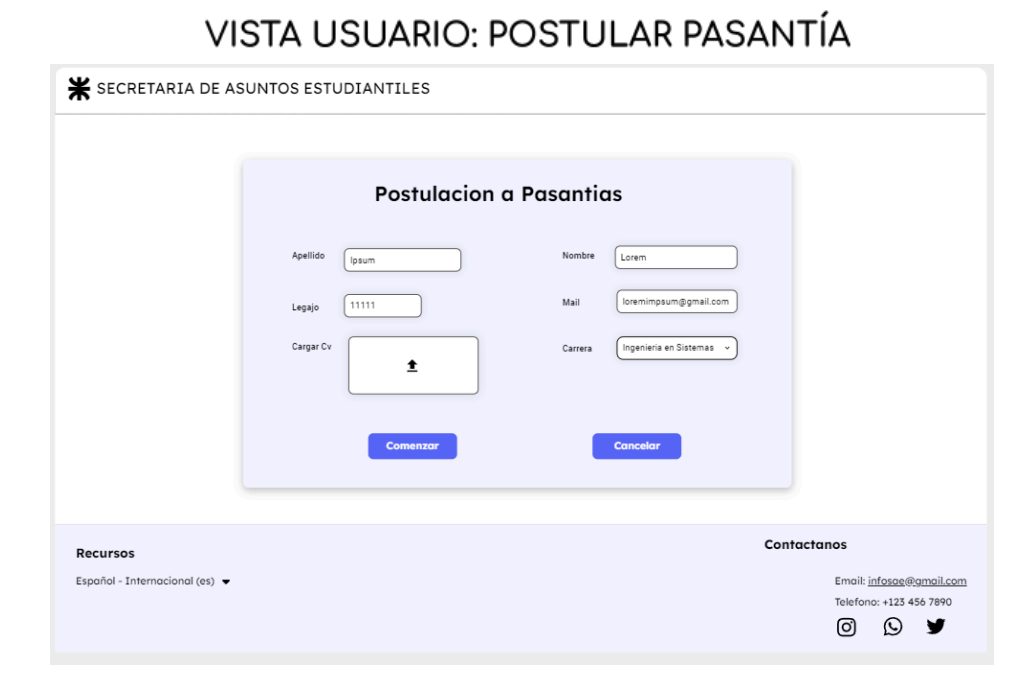 VISTA USUARIO: POSTULAR PASANTÍA
SECRETARIA DE ASUNTOS ESTUDIANTILES
Postulacion a Pasantias
Apellido Ipsum Nombre Lorem
Legajo 11111 Mail loremimpsum@gmail.com
Cargar Cv Carrera Ingenieria en Sistemas
Comenzar Cancelar
Recursos Contactanos
Español - Internacional (es) Email: infosae@gmail.com
Telefono: +123 456 7890